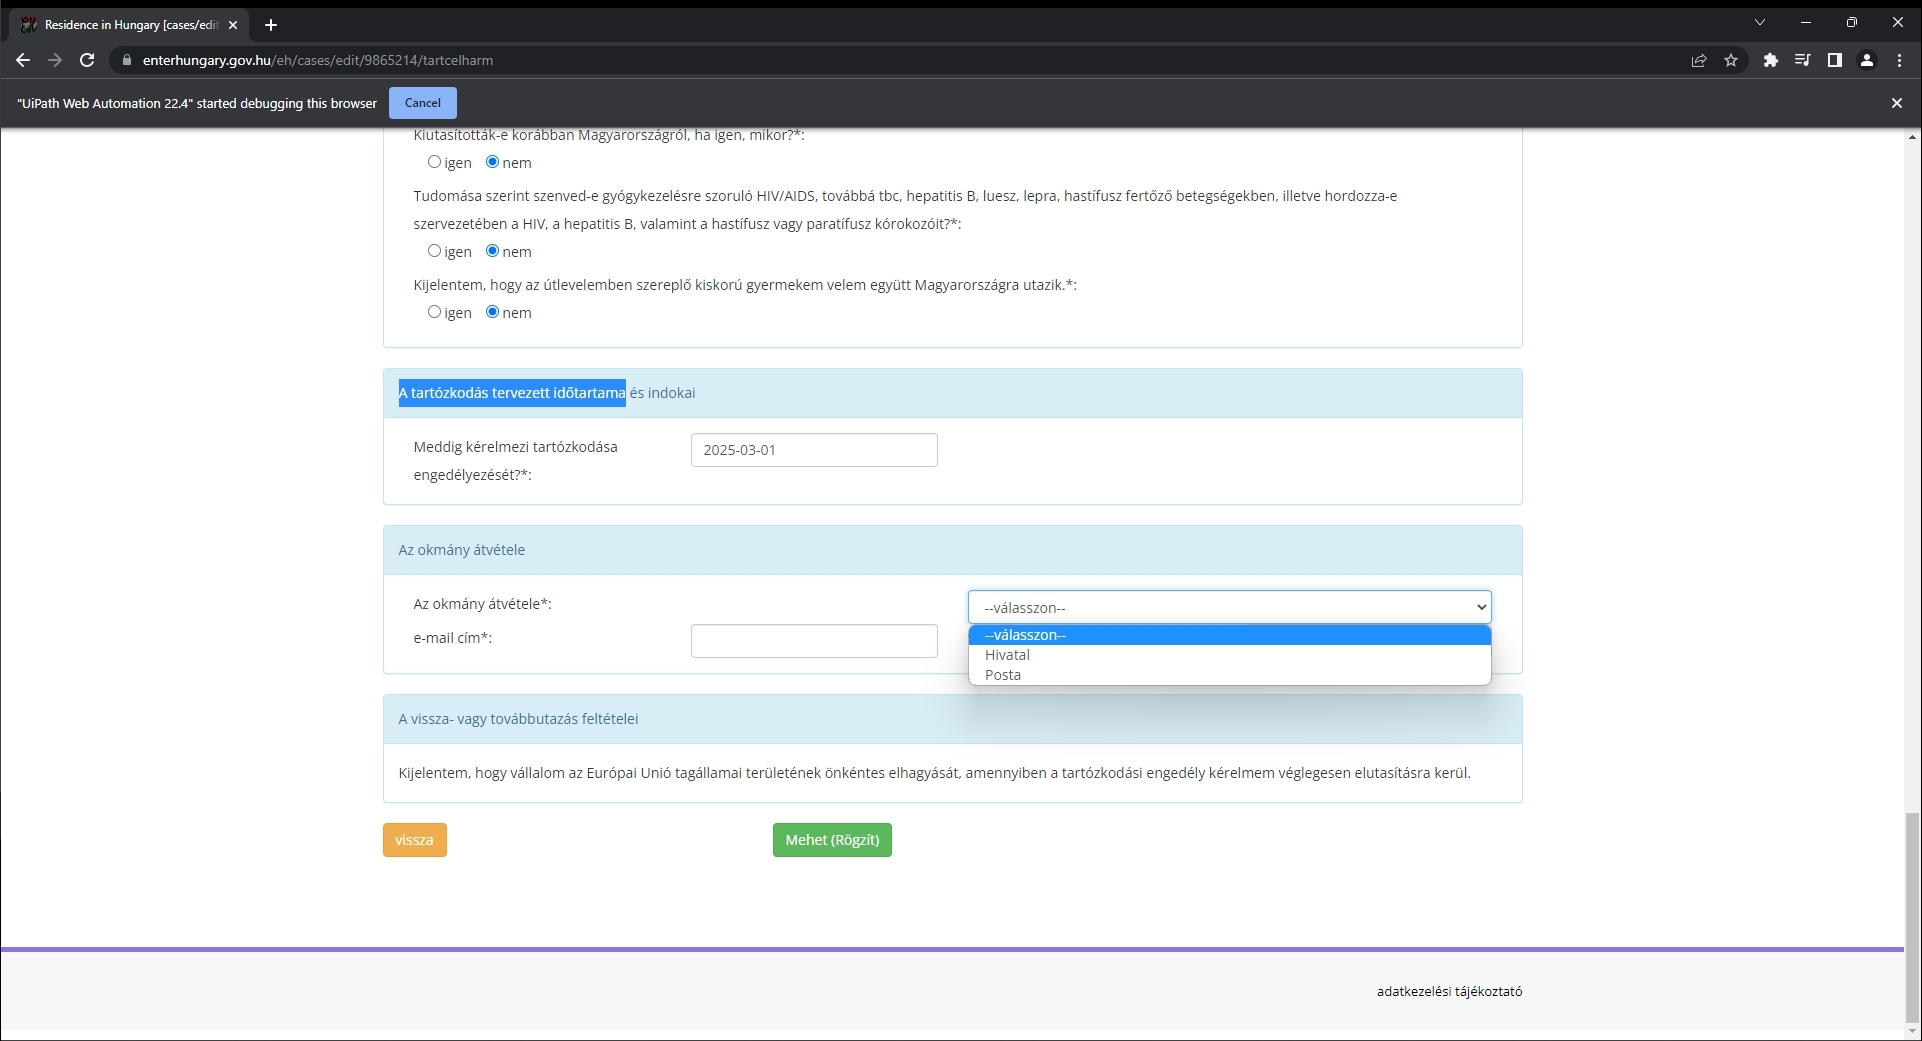 Residence in Hungary [cases/edit
enterhungary.gov.hu/eh/cases/edit/9865214/tartcelharm
"UiPath Web Automation 22.4" started debugging this browser
Cancel
Kiutasították-e korábban Magyarországról, ha igen, mikor?*:
igen nem
Tudomása szerint szenved-e gyógykezelésre szoruló HIV/AIDS, továbbá tbc, hepatitis B, luesz, lepra, hastífusz fertőző betegségekben, illetve hordozza-e
szervezetében a HIV, a hepatitis B, valamint a hastífusz vagy paratífusz kórokozóit?*:
igen nem
Kijelentem, hogy az útlevelemben szereplő kiskorú gyermekem velem együtt Magyarországra utazik.*:
igen nem
A tartózkodás tervezett időtartama és indokai
Meddig kérelmezi tartózkodása
engedélyezését?*:
2025-03-01
Az okmány átvétele
Az okmány átvétele*:
--válasszon--
--válasszon--
Hivatal
Posta
e-mail cím*:
A vissza- vagy továbbutazás feltételei
Kijelentem, hogy vállalom az Európai Unió tagállamai területének önkéntes elhagyását, amennyiben a tartózkodási engedély kérelmem véglegesen elutasításra kerül.
vissza
Mehet (Rögzít)
adatkezelési tájékoztató